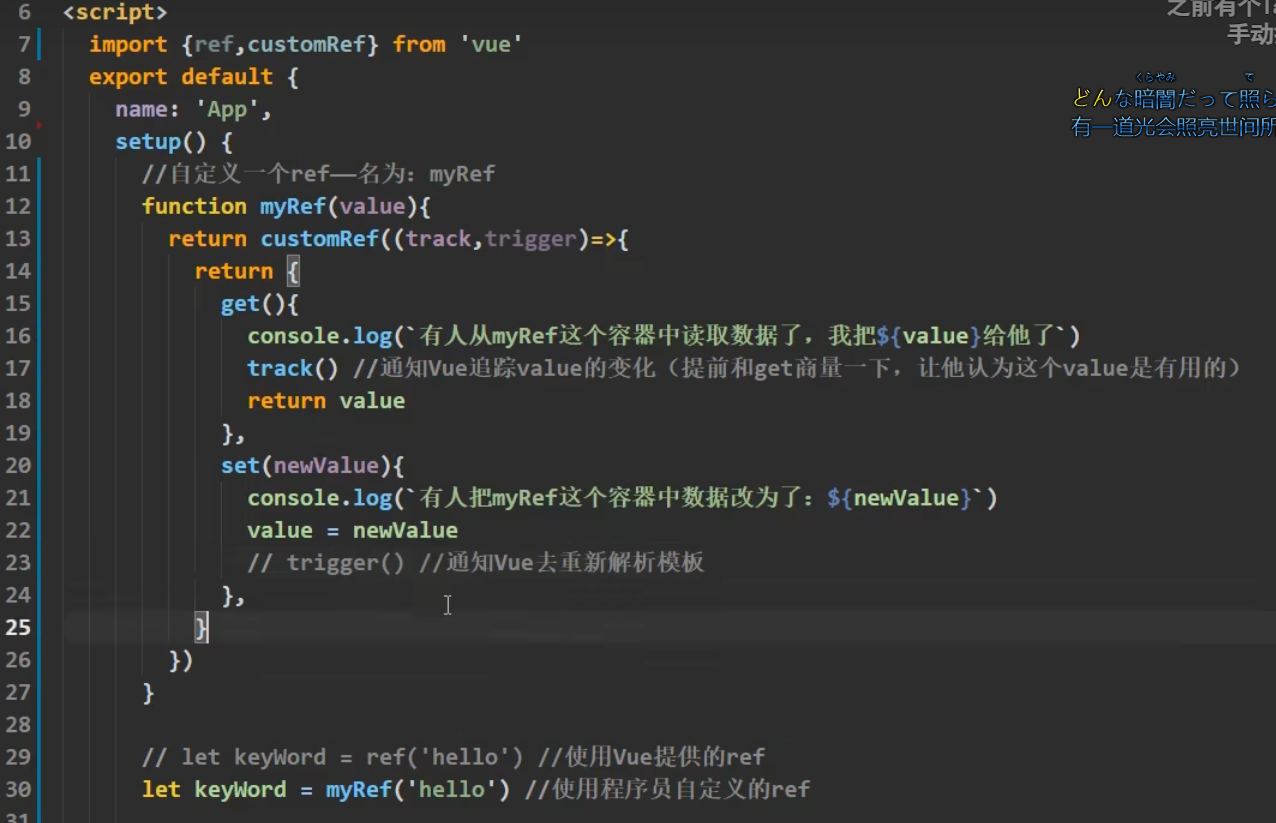 之前有个
手动
くらやみ て
どんな暗闇だって照ら
有一道光会照亮世间所
6 <script>
7 import {ref,customRef} from 'vue'
8 export default {
9 name: 'App',
10 setup() {
11 //自定义一个ref——名为：myRef
12 function myRef(value){
13 return customRef((track,trigger)=>{
14 return {
15 get(){
16 console.log(`有人从myRef这个容器中读取数据了，我把${value}给他了`)
17 track() //通知Vue追踪value的变化（提前和get商量一下，让他认为这个value是有用的）
18 return value
19 },
20 set(newValue){
21 console.log(`有人把myRef这个容器中数据改为了：${newValue}`)
22 value = newValue
23 // trigger() //通知Vue去重新解析模板
24 },
25 }
26 })
27 }
28
29 // let keyWord = ref('hello') //使用Vue提供的ref
30 let keyWord = myRef('hello') //使用程序员自定义的ref
31